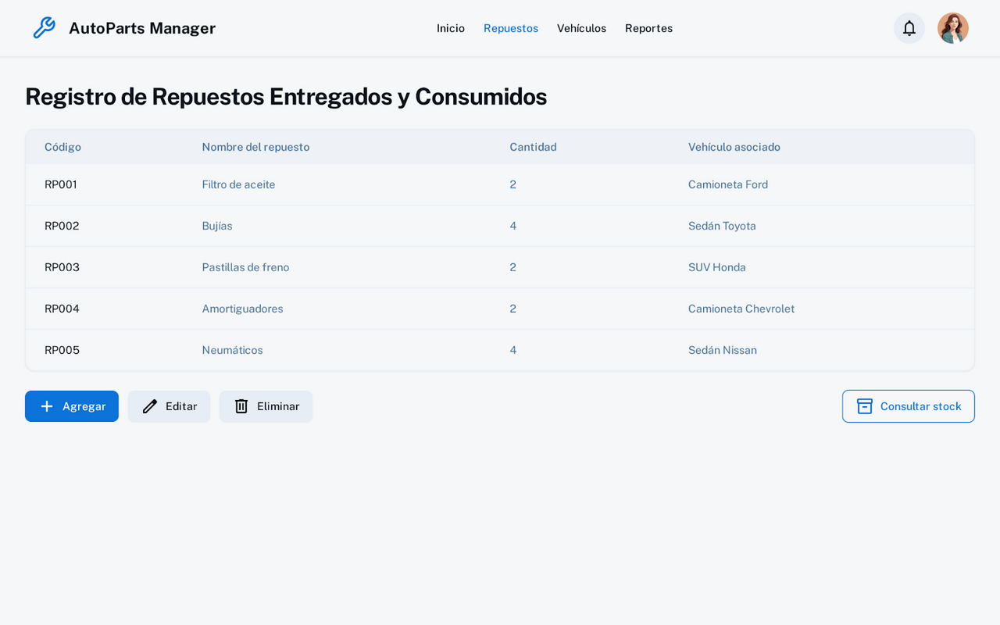 AutoParts Manager
Inicio Repuestos Vehículos Reportes
Registro de Repuestos Entregados y Consumidos
Código Nombre del repuesto Cantidad Vehículo asociado
RP001 Filtro de aceite 2 Camioneta Ford
RP002 Bujías 4 Sedán Toyota
RP003 Pastillas de freno 2 SUV Honda
RP004 Amortiguadores 2 Camioneta Chevrolet
RP005 Neumáticos 4 Sedán Nissan
Agregar Editar Eliminar Consultar stock